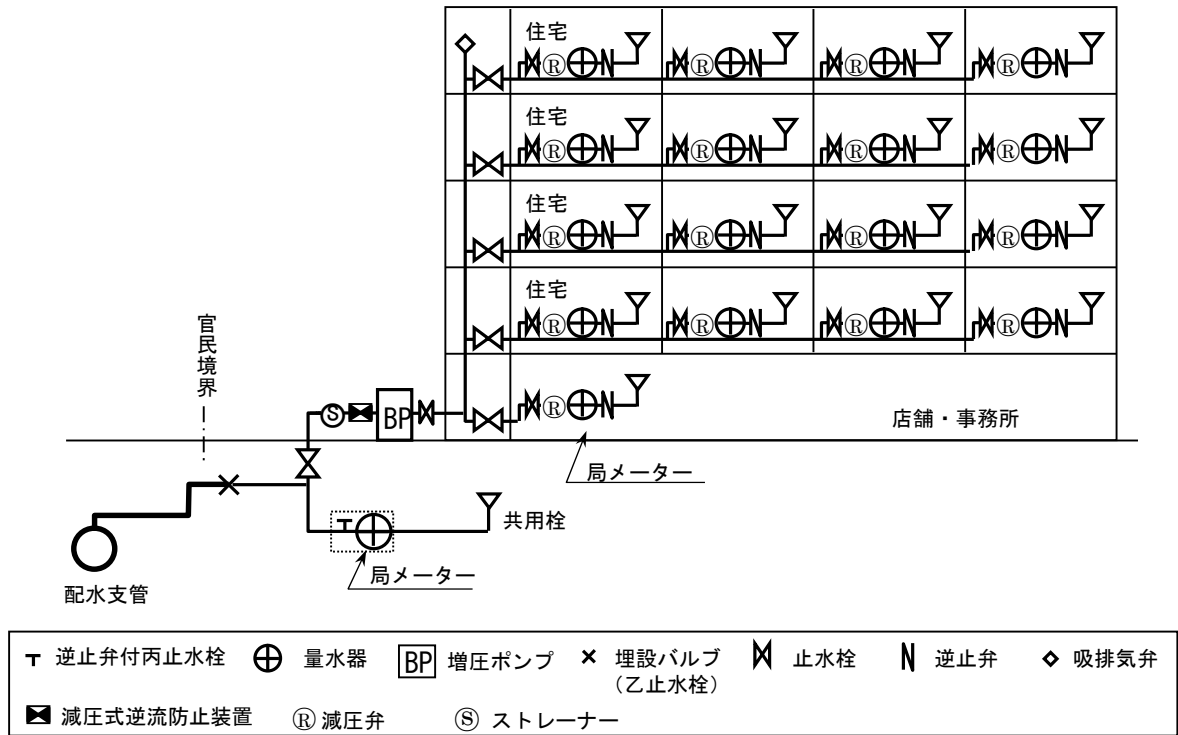 住宅
Ⓡ Ⓡ Ⓡ Ⓡ
住宅
Ⓡ Ⓡ Ⓡ Ⓡ
住宅
Ⓡ Ⓡ Ⓡ Ⓡ
住宅
Ⓡ Ⓡ Ⓡ Ⓡ
官民境界
Ⓢ
BP
Ⓡ
店舗・事務所
局メーター
共用栓
局メーター
配水支管
逆止弁付丙止水栓
量水器
BP 増圧ポンプ
埋設バルブ
(乙止水栓)
止水栓
逆止弁
吸排気弁
減圧式逆流防止装置
Ⓡ 減圧弁
Ⓢ ストレーナー